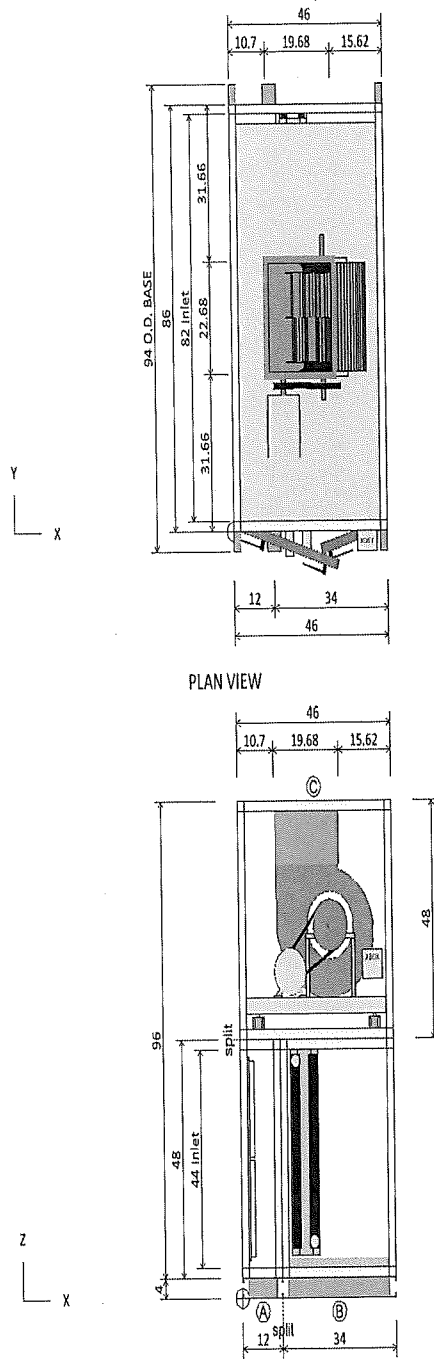 46
10.7 19.68 15.62
31.66
94 O.D. BASE
86
82 Inlet
22.68
31.66
Y
X
12 34
46
PLAN VIEW
46
10.7 19.68 15.62
C
48
96
split
48
44 Inlet
Z
X
4
A B
split
12 34